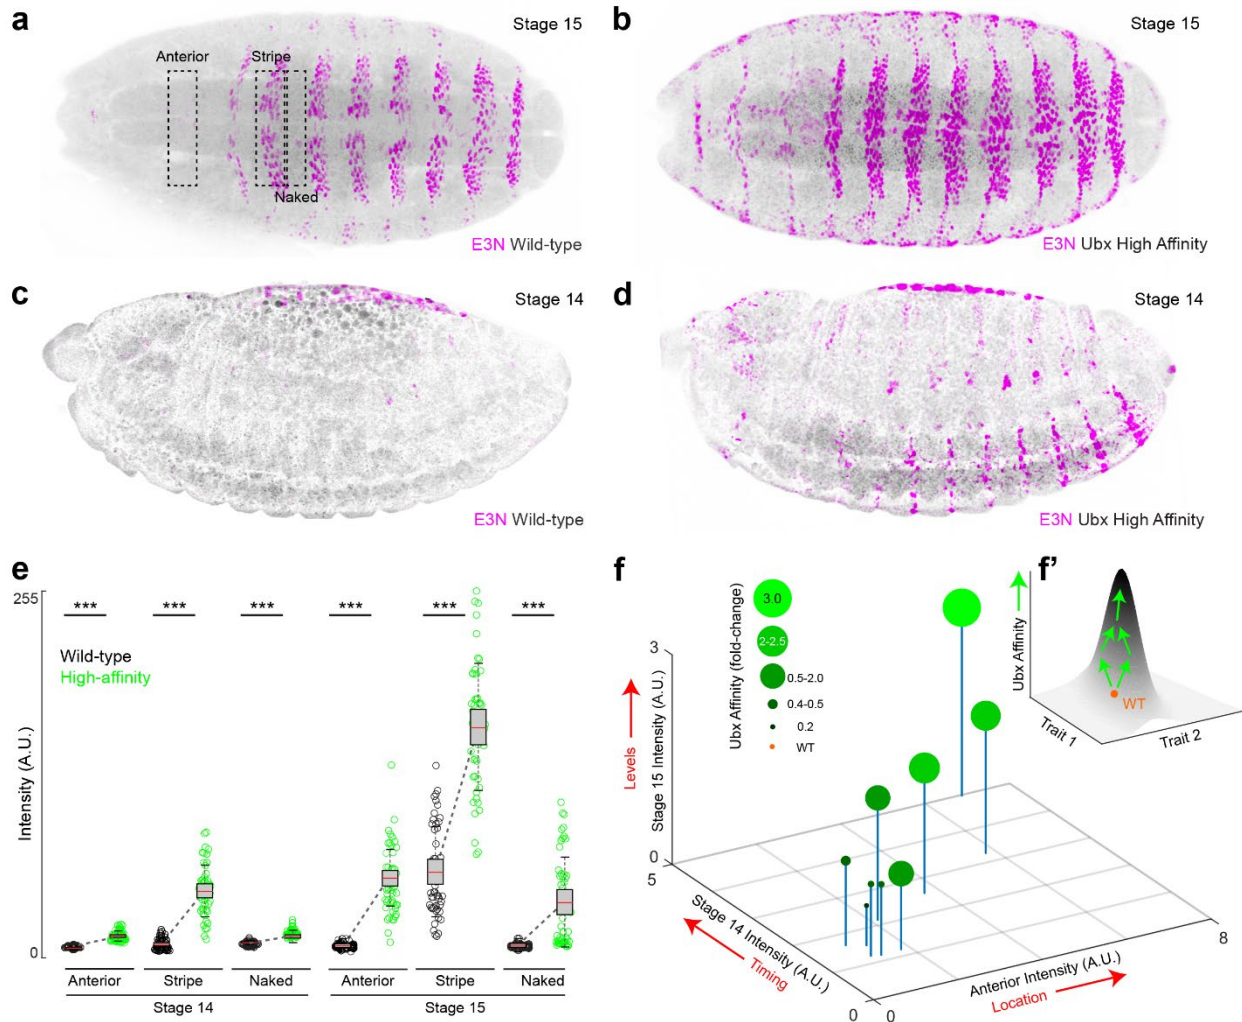 a
Stage 15
Anterior
Stripe
Naked
E3N Wild-type
b
Stage 15
E3N Ubx High Affinity
c
Stage 14
E3N Wild-type
d
Stage 14
E3N Ubx High Affinity
e
255
***
***
***
***
***
***
Wild-type
High-affinity
Intensity (A.U.)
0
Anterior
Stripe
Naked
Anterior
Stripe
Naked
Stage 14
Stage 15
f
Ubx Affinity (fold-change)
3.0
2-2.5
0.5-2.0
0.4-0.5
0.2
WT
3
Levels
Stage 15 Intensity (A.U.)
0
5
Stage 14 Intensity (A.U.)
Timing
0
0
Anterior Intensity (A.U.)
Location
8
f’
Ubx Affinity
WT
Trait 1
Trait 2